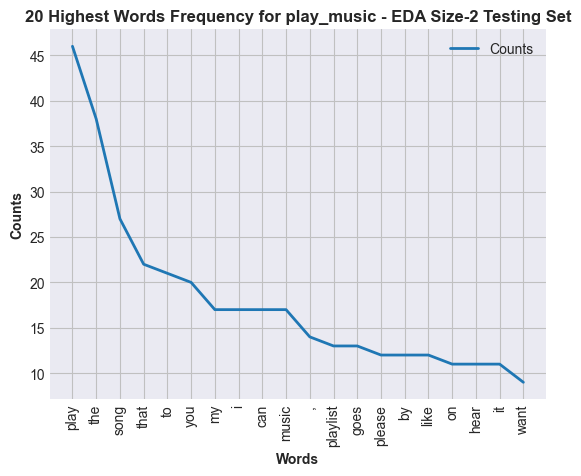 20 Highest Words Frequency for play_music - EDA Size-2 Testing Set
Counts
Counts
45
40
35
30
25
20
15
10
play
the
song
that
to
you
my
i
can
music
,
playlist
goes
please
by
like
on
hear
it
want
Words